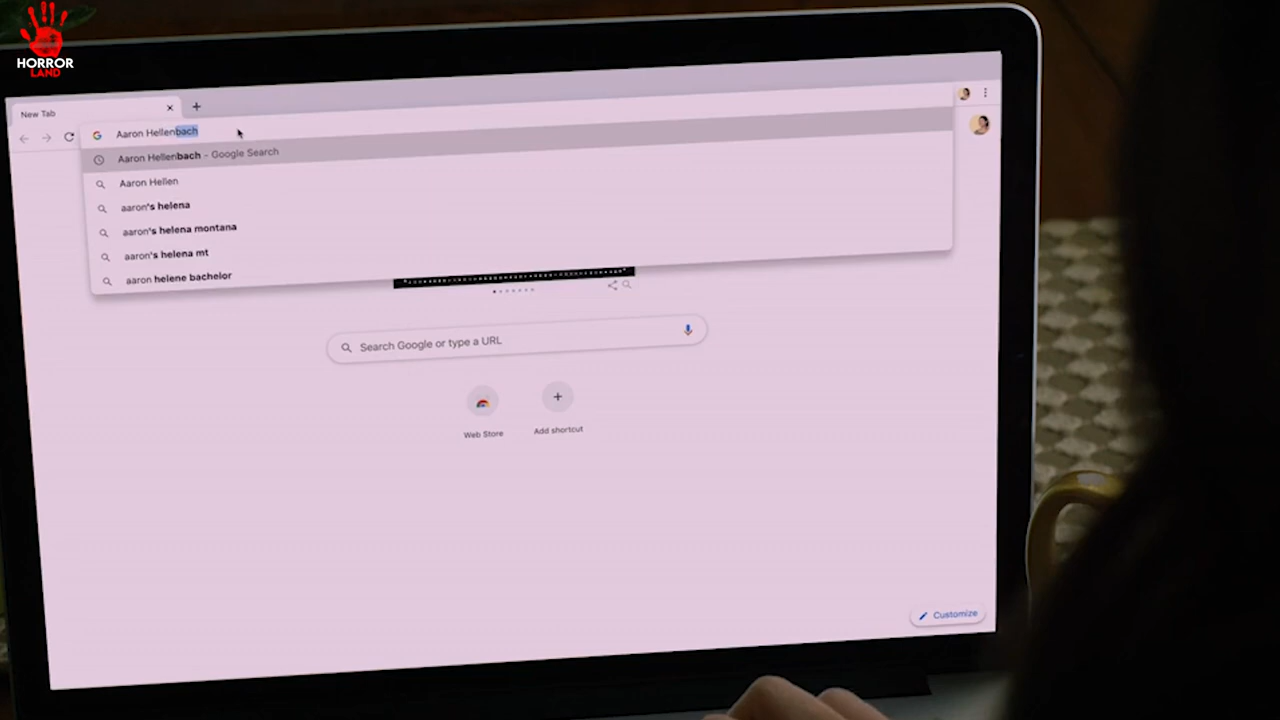 HORROR
LAND
New Tab
Aaron Hellenbach
Aaron Hellenbach - Google Search
Aaron Hellen
aaron's helena
aaron's helena montana
aaron's helena mt
aaron helene bachelor
Search Google or type a URL
Web Store
Add shortcut
Customize